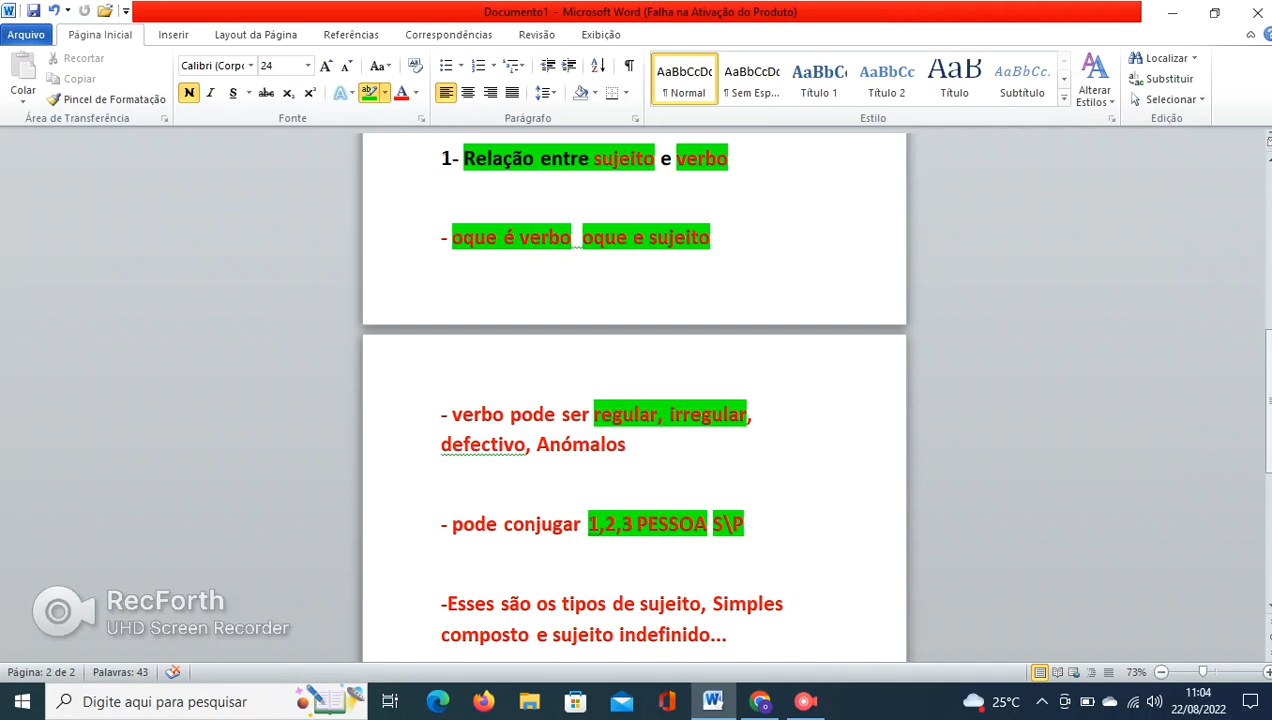 Documento1 - Microsoft Word (Falha na Ativação do Produto)
Arquivo Página Inicial Inserir Layout da Página Referências Correspondências Revisão Exibição
Recortar
Copiar
Pincel de Formatação
Colar
Área de Transferência
Calibri (Corpo 24
Fonte
Parágrafo
AaBbCcDc AaBbCcDc AaBbCc AaBbCc AaB AaBbCc.
¶ Normal ¶ Sem Esp... Título 1 Título 2 Título Subtítulo
Estilo
Alterar
Estilos
Localizar
Substituir
Selecionar
Edição
1- Relação entre sujeito e verbo
- oque é verbo oque e sujeito
- verbo pode ser regular, irregular,
defectivo, Anómalos
- pode conjugar 1,2,3 PESSOA S\P
-Esses são os tipos de sujeito, Simples
composto e sujeito indefinido...
RecForth
UHD Screen Recorder
Página: 2 de 2 Palavras: 43 73%
Digite aqui para pesquisar 25°C 11:04
22/08/2022